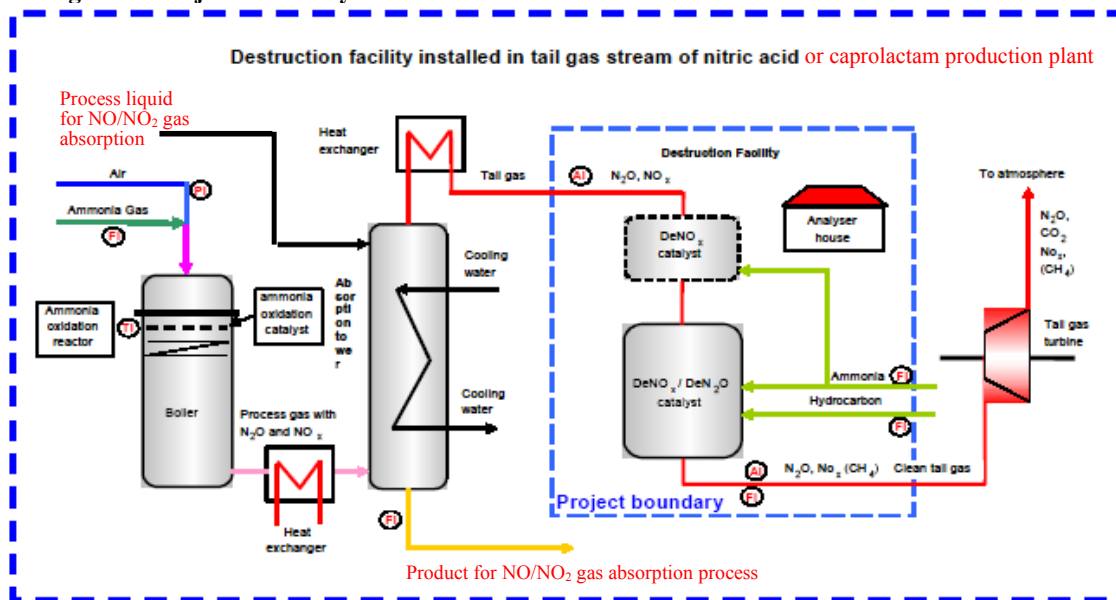 Destruction facility installed in tail gas stream of nitric acid or caprolactam production plant
Process liquid
for NO/NO₂ gas
absorption
Heat
exchanger
Destruction Facility
To atmosphere
Air
PI
Tail gas
AI
N₂O, NOₓ
Ammonia Gas
FI
Analyser
house
N₂O,
CO₂
Noₓ,
(CH₄)
DeNOₓ
catalyst
Cooling
water
Ammonia
oxidation
reactor
TI
ammonia
oxidation
catalyst
Ab
sor
pti
on to
we
r
Tail gas
turbine
DeNOₓ / DeN₂O
catalyst
Ammonia
FI
Hydrocarbon
FI
Cooling
water
Boiler
Process gas with
N₂O and NOₓ
AI
N₂O, Noₓ (CH₄) Clean tail gas
FI
Project boundary
FI
Heat
exchanger
Product for NO/NO₂ gas absorption process